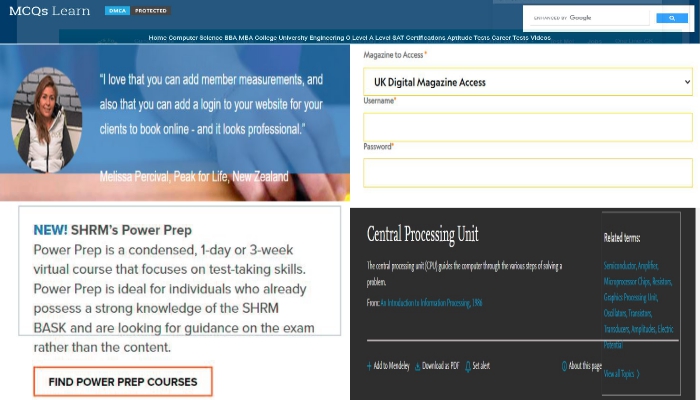 MCQs Learn
DMCA PROTECTED
ENHANCED BY Google
Home Computer Science BBA MBA College University Engineering O Level A Level SAT Certifications Aptitude Tests Career Tests Videos
"I love that you can add member measurements, and
also that you can add a login to your website for your
clients to book online - and it looks professional."
Melissa Percival, Peak for Life, New Zealand
Magazine to Access*
UK Digital Magazine Access
Username*
Password*
NEW! SHRM's Power Prep
Power Prep is a condensed, 1-day or 3-week
virtual course that focuses on test-taking skills.
Power Prep is ideal for individuals who already
possess a strong knowledge of the SHRM
BASK and are looking for guidance on the exam
rather than the content.
FIND POWER PREP COURSES
Central Processing Unit
The central processing unit (CPU) guides the computer through the various steps of solving a
problem.
From: An Introduction to Information Processing, 1986
Add to Mendeley Download as PDF Set alert About this page
Related terms:
Semiconductor, Amplifier,
Microprocessor Chips, Resistors,
Graphics Processing Unit,
Oscillators, Transistors,
Transducers, Amplitudes, Electric
Potential
View all Topics